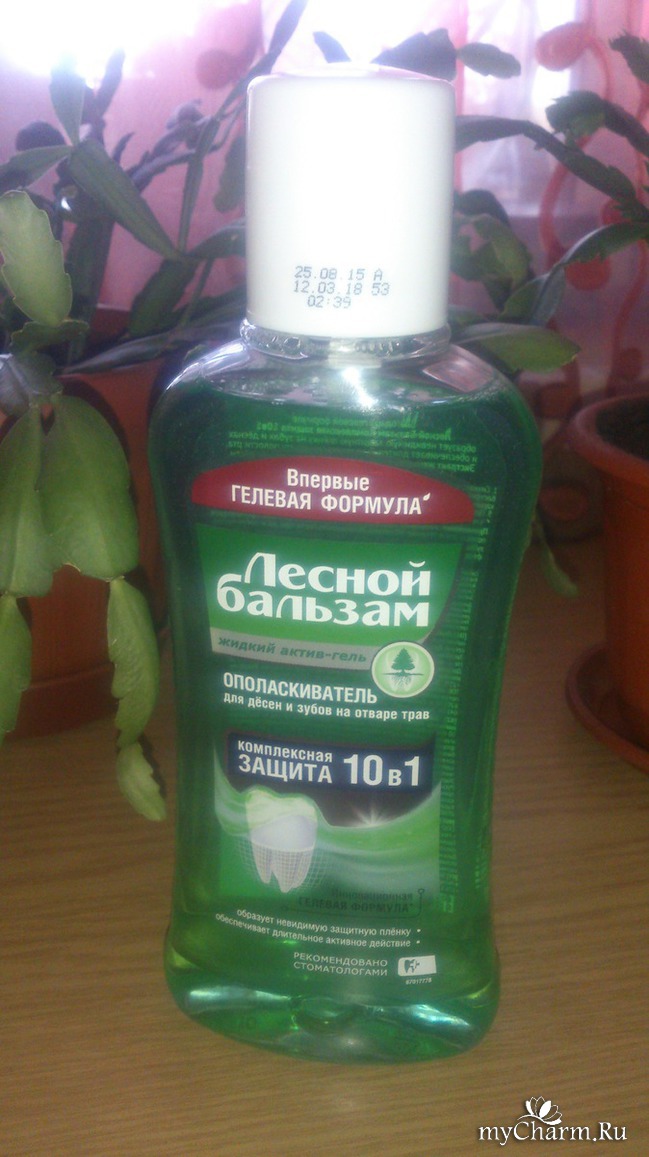 25.08.15 A
12.03.18 53
02:39
Впервые
ГЕЛЕВАЯ ФОРМУЛА
Лесной
бальзам
жидкий актив-гель
ОПОЛАСКИВАТЕЛЬ
для дёсен и зубов на отваре трав
комплексная
ЗАЩИТА 10 в 1
ГЕЛЕВАЯ ФОРМУЛА*
образует невидимую защитную плёнку •
обеспечивает длительное активное действие •
РЕКОМЕНДОВАНО
СТОМАТОЛОГАМИ
myCharm.Ru